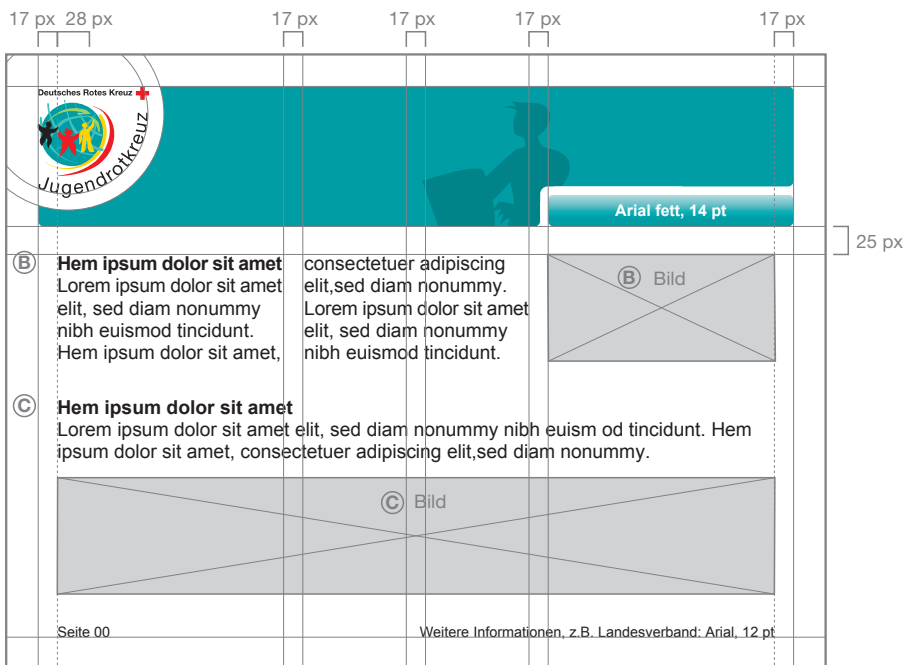 17 px 28 px 17 px 17 px 17 px 17 px
Deutsches Rotes Kreuz
Jugendrotkreuz
Arial fett, 14 pt
25 px
B
Hem ipsum dolor sit amet
Lorem ipsum dolor sit amet
elit, sed diam nonummy
nibh euismod tincidunt.
Hem ipsum dolor sit amet,
consectetuer adipiscing
elit,sed diam nonummy.
Lorem ipsum dolor sit amet
elit, sed diam nonummy
nibh euismod tincidunt.
B Bild
C
Hem ipsum dolor sit amet
Lorem ipsum dolor sit amet elit, sed diam nonummy nibh euism od tincidunt. Hem
ipsum dolor sit amet, consectetuer adipiscing elit,sed diam nonummy.
C Bild
Seite 00
Weitere Informationen, z.B. Landesverband: Arial, 12 pt